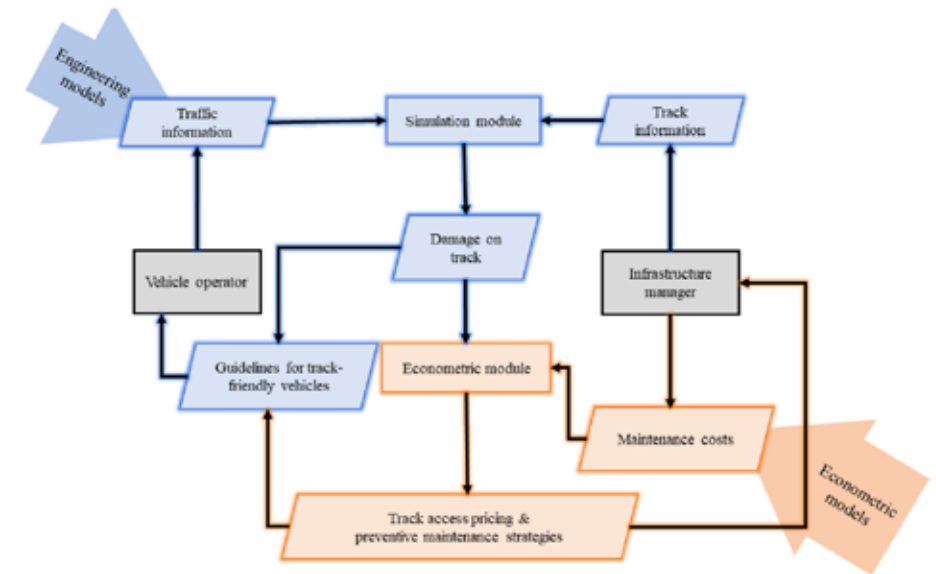 Engineering
models
Traffic
information
Simulation module
Track
information
Damage on
track
Vehicle operator
Infrastructure
manager
Guidelines for track-
friendly vehicles
Econometric module
Maintenance costs
Econometric
models
Track access pricing &
preventive maintenance strategies